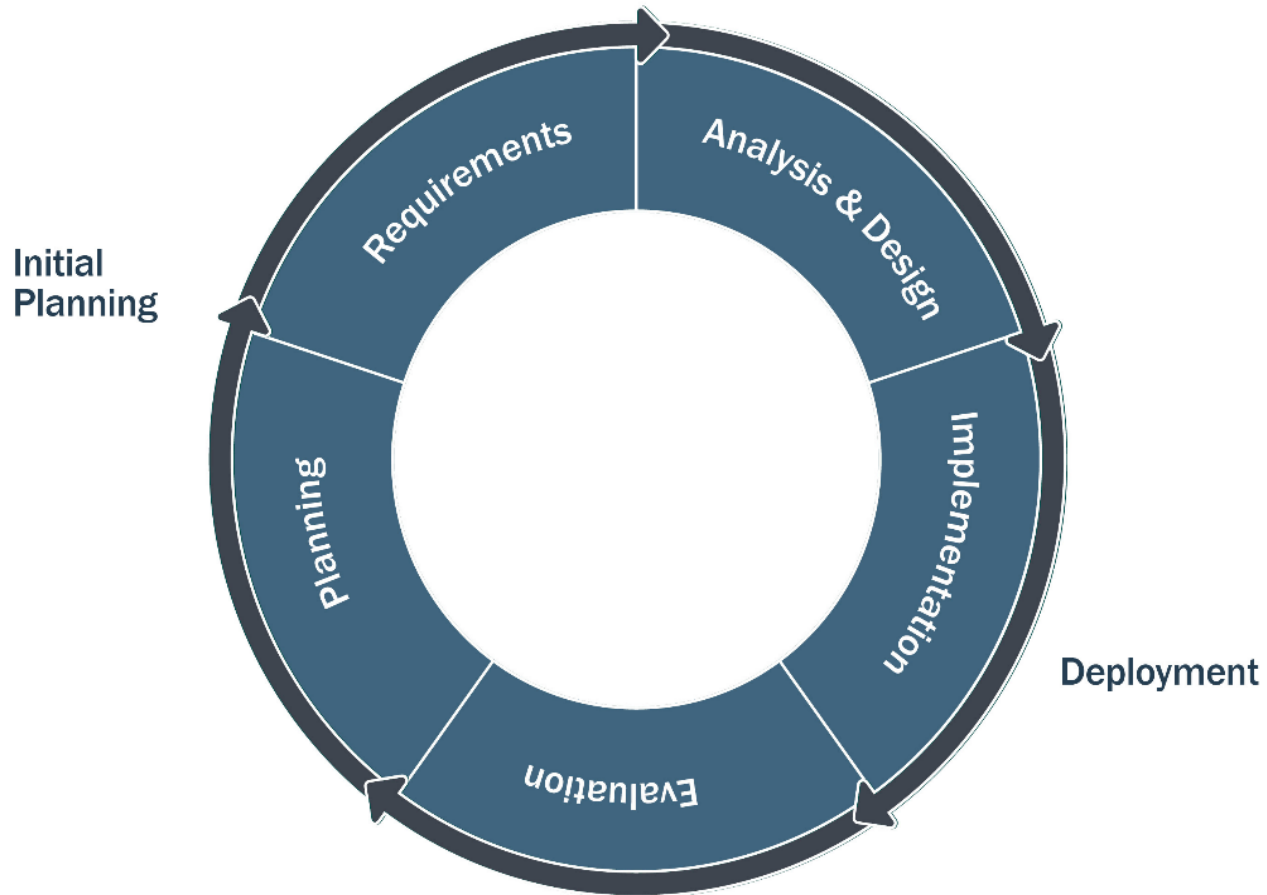 Initial
Planning
Requirements
Analysis & Design
Implementation
Deployment
Evaluation
Planning